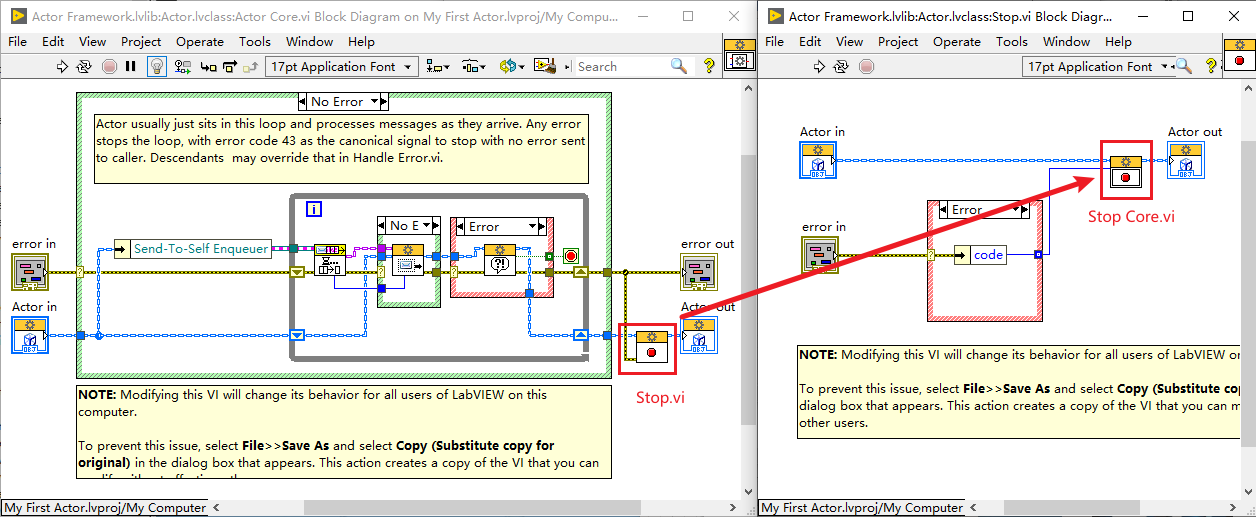 Actor Framework.lvlib:Actor.lvclass:Actor Core.vi Block Diagram on My First Actor.lvproj/My Compu...
File Edit View Project Operate Tools Window Help
17pt Application Font
Search
No Error
Actor usually just sits in this loop and processes messages as they arrive. Any error
stops the loop, with error code 43 as the canonical signal to stop with no error sent
to caller. Descendants may override that in Handle Error.vi.
i
No E
Error
Send-To-Self Enqueuer
error in
error out
Actor in
OBJ
Actor out
OBJ
Stop.vi
NOTE: Modifying this VI will change its behavior for all users of LabVIEW on this
computer.
To prevent this issue, select File>>Save As and select Copy (Substitute copy for
original) in the dialog box that appears. This action creates a copy of the VI that you can
My First Actor.lvproj/My Computer
Actor Framework.lvlib:Actor.lvclass:Stop.vi Block Diagr...
File Edit View Project Operate Tools Window Help
17pt Application Font
Search
Actor in
OBJ
Actor out
OBJ
Stop Core.vi
Error
error in
code
NOTE: Modifying this VI will change its behavior for all users of LabVIEW on
To prevent this issue, select File>>Save As and select Copy (Substitute cop
dialog box that appears. This action creates a copy of the VI that you can m
other users.
My First Actor.lvproj/My Computer